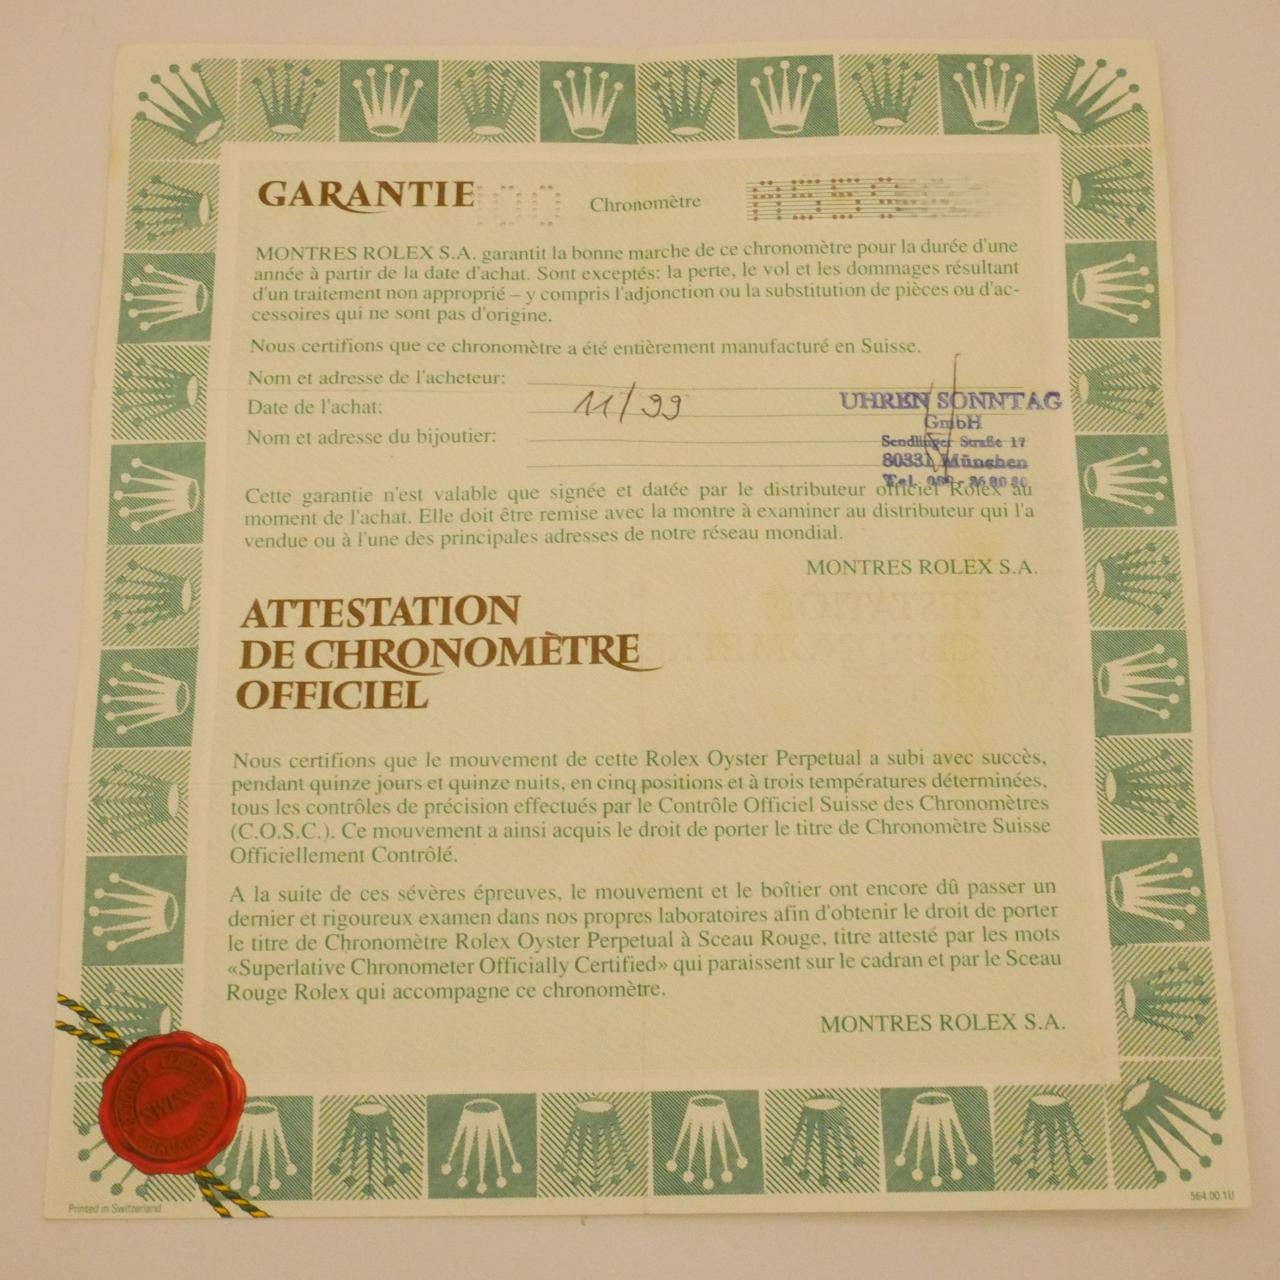 GARANTIE 100 Chronomètre
MONTRES ROLEX S.A. garantit la bonne marche de ce chronomètre pour la durée d'une
année à partir de la date d'achat. Sont exceptés: la perte, le vol et les dommages résultant
d'un traitement non approprié – y compris l'adjonction ou la substitution de pièces ou d'ac-
cessoires qui ne sont pas d'origine.
Nous certifions que ce chronomètre a été entièrement manufacturé en Suisse.
Nom et adresse de l'acheteur:
Date de l'achat: 11/99
Nom et adresse du bijoutier:
UHREN SONNTAG
GmbH
Sendlinger Straße 17
80331 München
Tel. 089 -
Cette garantie n'est valable que signée et datée par le distributeur officiel Rolex au
moment de l'achat. Elle doit être remise avec la montre à examiner au distributeur qui l'a
vendue ou à l'une des principales adresses de notre réseau mondial.
MONTRES ROLEX S.A.
ATTESTATION
DE CHRONOMÈTRE
OFFICIEL
Nous certifions que le mouvement de cette Rolex Oyster Perpetual a subi avec succès,
pendant quinze jours et quinze nuits, en cinq positions et à trois températures déterminées,
tous les contrôles de précision effectués par le Contrôle Officiel Suisse des Chronomètres
(C.O.S.C.). Ce mouvement a ainsi acquis le droit de porter le titre de Chronomètre Suisse
Officiellement Contrôlé.
A la suite de ces sévères épreuves, le mouvement et le boîtier ont encore dû passer un
dernier et rigoureux examen dans nos propres laboratoires afin d'obtenir le droit de porter
le titre de Chronomètre Rolex Oyster Perpetual à Sceau Rouge, titre attesté par les mots
«Superlative Chronometer Officially Certified» qui paraissent sur le cadran et par le Sceau
Rouge Rolex qui accompagne ce chronomètre.
MONTRES ROLEX S.A.
Printed in Switzerland
564.00.1U